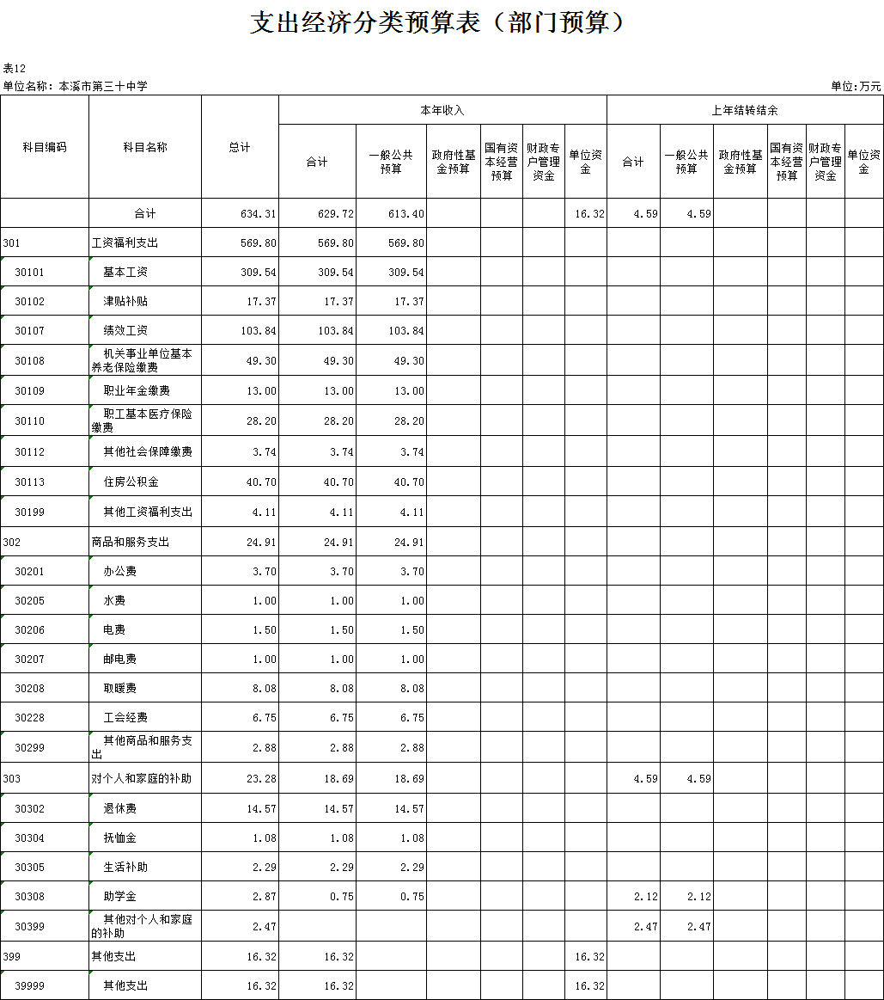 支出经济分类预算表（部门预算）
表12
单位名称：本溪市第三十中学 单位:万元
科目编码 科目名称 总计 本年收入 上年结转结余
合计 一般公共预算 政府性基金预算 国有资本经营预算 财政专户管理资金 单位资金 合计 一般公共预算 政府性基金预算 国有资本经营预算 财政专户管理资金 单位资金
合计 634.31 629.72 613.40 16.32 4.59 4.59
301 工资福利支出 569.80 569.80 569.80
30101 基本工资 309.54 309.54 309.54
30102 津贴补贴 17.37 17.37 17.37
30107 绩效工资 103.84 103.84 103.84
30108 机关事业单位基本养老保险缴费 49.30 49.30 49.30
30109 职业年金缴费 13.00 13.00 13.00
30110 职工基本医疗保险缴费 28.20 28.20 28.20
30112 其他社会保障缴费 3.74 3.74 3.74
30113 住房公积金 40.70 40.70 40.70
30199 其他工资福利支出 4.11 4.11 4.11
302 商品和服务支出 24.91 24.91 24.91
30201 办公费 3.70 3.70 3.70
30205 水费 1.00 1.00 1.00
30206 电费 1.50 1.50 1.50
30207 邮电费 1.00 1.00 1.00
30208 取暖费 8.08 8.08 8.08
30228 工会经费 6.75 6.75 6.75
30299 其他商品和服务支出 2.88 2.88 2.88
303 对个人和家庭的补助 23.28 18.69 18.69 4.59 4.59
30302 退休费 14.57 14.57 14.57
30304 抚恤金 1.08 1.08 1.08
30305 生活补助 2.29 2.29 2.29
30308 助学金 2.87 0.75 0.75 2.12 2.12
30399 其他对个人和家庭的补助 2.47 2.47 2.47
399 其他支出 16.32 16.32 16.32
39999 其他支出 16.32 16.32 16.32